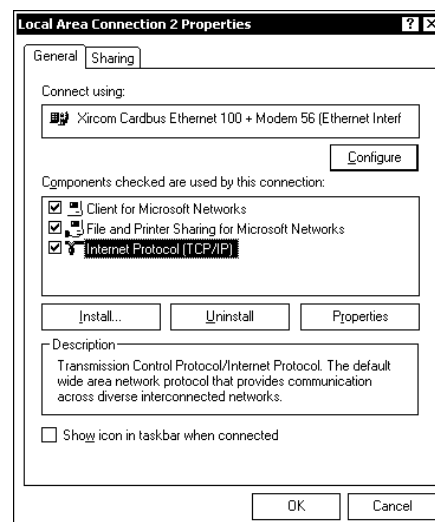 Local Area Connection 2 Properties
General
Sharing
Connect using:
Xircom Cardbus Ethernet 100 + Modem 56 (Ethernet Interf
Configure
Components checked are used by this connection:
Client for Microsoft Networks
File and Printer Sharing for Microsoft Networks
Internet Protocol (TCP/IP)
Install...
Uninstall
Properties
Description
Transmission Control Protocol/Internet Protocol. The default
wide area network protocol that provides communication
across diverse interconnected networks.
Show icon in taskbar when connected
OK
Cancel